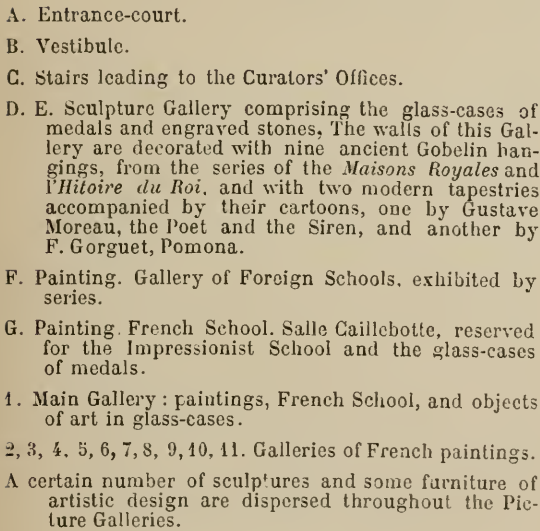 A. Entrance-court.
B. Vestibule.
C. Stairs leading to the Curators' Offices.
D. E. Sculpture Gallery comprising the glass-cases of
medals and engraved stones, The walls of this Gal-
lery are decorated with nine ancient Gobelin han-
gings, from the series of the Maisons Royales and
l'Hitoire du Roi, and with two modern tapestries
accompanied by their cartoons, one by Gustave
Moreau, the Poet and the Siren, and another by
F. Gorguet, Pomona.
F. Painting. Gallery of Foreign Schools, exhibited by
series.
G. Painting. French School. Salle Caillebotte, reserved
for the Impressionist School and the glass-cases
of medals.
1. Main Gallery : paintings, French School, and objects
of art in glass-cases.
2, 3, 4, 5, 6, 7, 8, 9, 10, 11. Galleries of French paintings.
A certain number of sculptures and some furniture of
artistic design are dispersed throughout the Pic-
ture Galleries.